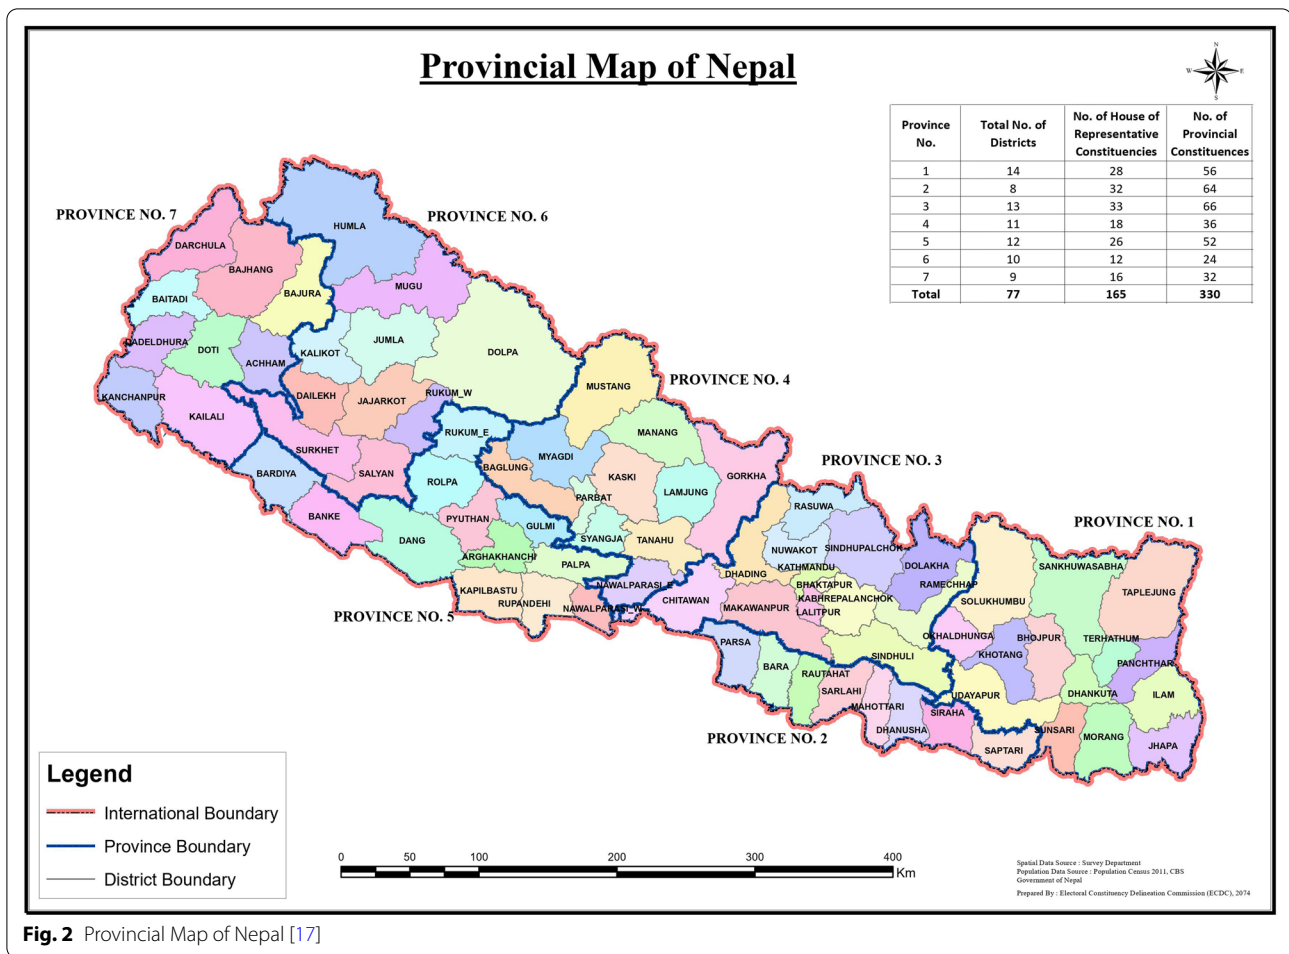 Provincial Map of Nepal
N
W
E
S
Province No.	Total No. of Districts	No. of House of Representative Constituencies	No. of Provincial Constituences
1	14	28	56
2	8	32	64
3	13	33	66
4	11	18	36
5	12	26	52
6	10	12	24
7	9	16	32
Total	77	165	330
PROVINCE NO. 7
PROVINCE NO. 6
HUMLA
DARCHULA
BAJHANG
MUGU
BAJURA
BAITADI
DADELDHURA
DOTI
ACHHAM
KALIKOT
JUMLA
DOLPA
KANCHANPUR
KAILALI
DAILEKH
JAJARKOT
RUKUM_W
MUSTANG
PROVINCE NO. 4
RUKUM_E
MANANG
SURKHET
SALYAN
BARDIYA
BANKE
ROLPA
BAGLUNG
MYAGDI
KASKI
PARBAT
LAMJUNG
GORKHA
PROVINCE NO. 3
DANG
PYUTHAN
GULMI
SYANGJA
TANAHU
ARGHAKHANCHI
PALPA
KAPILBASTU
RUPANDEHI
NAWALPARASI_E
NAWALPARASI_W
PROVINCE NO. 5
RASUWA
NUWAKOT
SINDHUPALCHOK
KATHMANDU
DHADING
BHAKTAPUR
KABHREPALANCHOK
LALITPUR
CHITAWAN
MAKAWANPUR
DOLAKHA
RAMECHHAP
SINDHULI
PROVINCE NO. 1
SANKHUWASABHA
TAPLEJUNG
SOLUKHUMBU
OKHALDHUNGA
KHOTANG
BHOJPUR
TERHATHUM
PANCHTHAR
DHANKUTA
ILAM
UDAYAPUR
SUNSARI
MORANG
JHAPA
PARSA
BARA
RAUTAHAT
SARLAHI
MAHOTTARI
DHANUSHA
SIRAHA
SAPTARI
PROVINCE NO. 2
Legend
International Boundary
Province Boundary
District Boundary
0 50 100 200 300 400
Km
Spatial Data Source : Survey Department
Population Data Source : Population Census 2011, CBS
Government of Nepal
Prepared By : Electoral Constituency Delineation Commission (ECDC), 2074
Fig. 2 Provincial Map of Nepal [17]